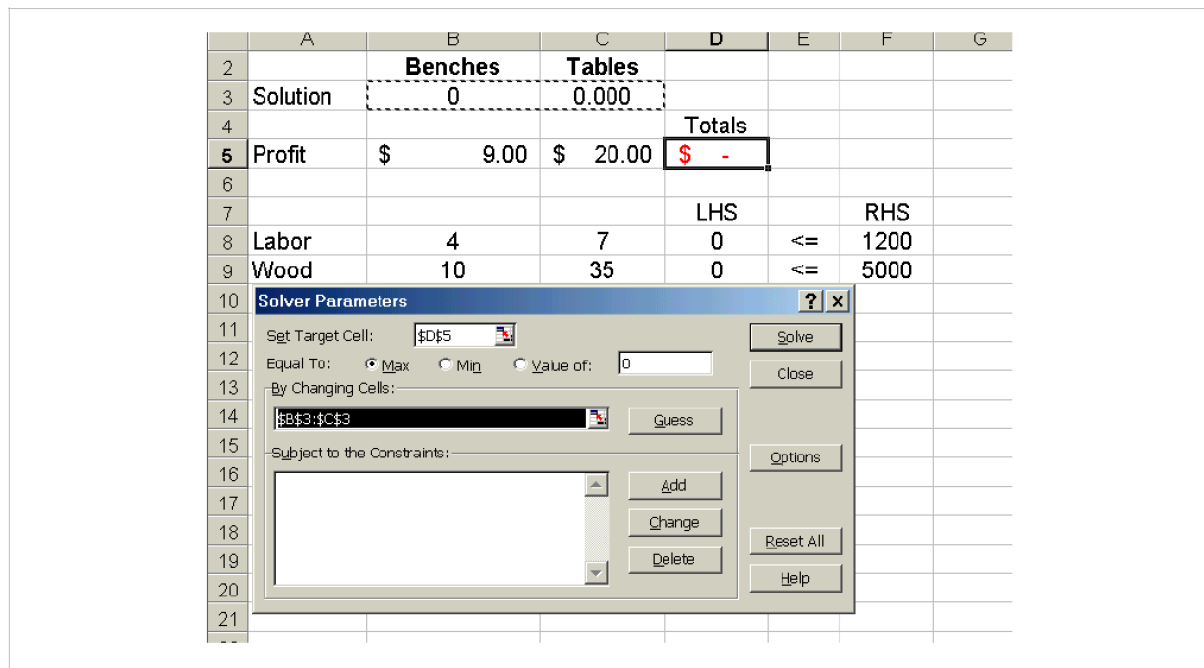 A B C D E F G
2 Benches Tables
3 Solution 0 0.000
4 Totals
5 Profit $ 9.00 $ 20.00 $ -
6
7 LHS RHS
8 Labor 4 7 0 <= 1200
9 Wood 10 35 0 <= 5000
10 Solver Parameters ? x
11 Set Target Cell: $D$5 Solve
12 Equal To: Max Min Value of: 0
13 By Changing Cells: Close
14 $B$3:$C$3 Guess
15 Subject to the Constraints: Options
16 Add
17
18 Change Reset All
19 Delete
20 Help
21